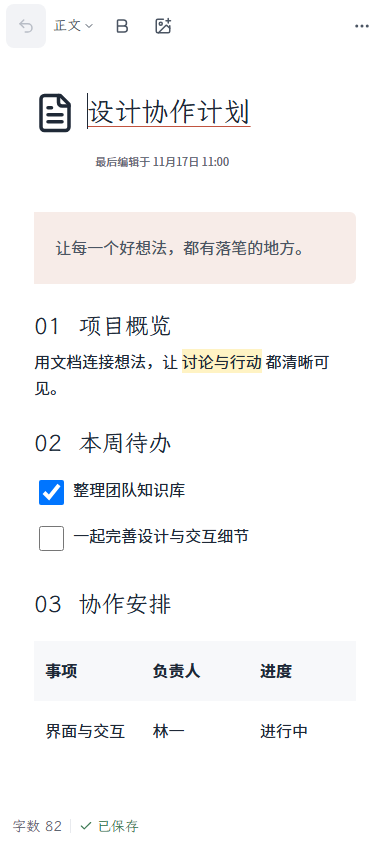 正文
设计协作计划
最后编辑于 11月17日 11:00
让每一个好想法，都有落笔的地方。
01 项目概览
用文档连接想法，让 讨论与行动 都清晰可
见。
02 本周待办
整理团队知识库
一起完善设计与交互细节
03 协作安排
事项 负责人 进度
界面与交互 林一 进行中
字数 82 已保存